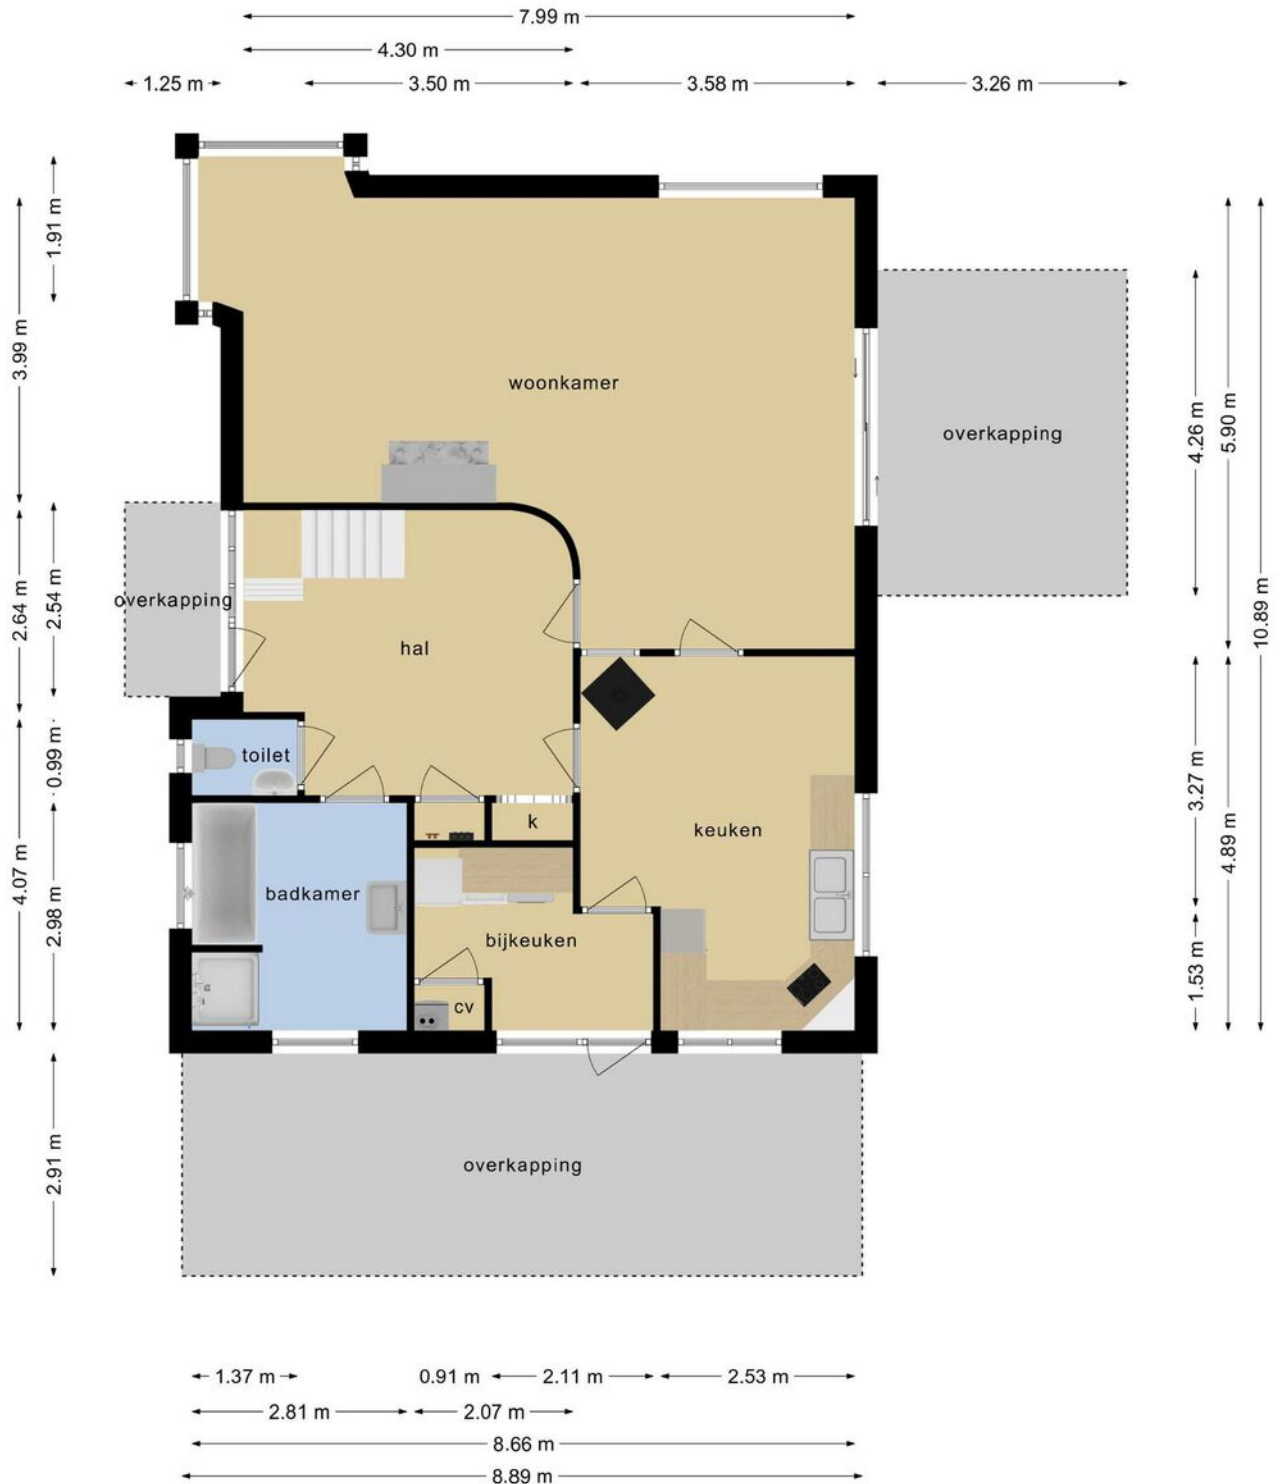 7.99 m
4.30 m
1.25 m
3.50 m
3.58 m
3.26 m
1.91 m
3.99 m
woonkamer
overkapping
4.26 m
5.90 m
10.89 m
2.64 m
2.54 m
overkapping
hal
0.99 m
toilet
3.27 m
4.89 m
keuken
k
4.07 m
2.98 m
badkamer
bijkeuken
1.53 m
cv
2.91 m
overkapping
1.37 m
0.91 m
2.11 m
2.53 m
2.81 m
2.07 m
8.66 m
8.89 m